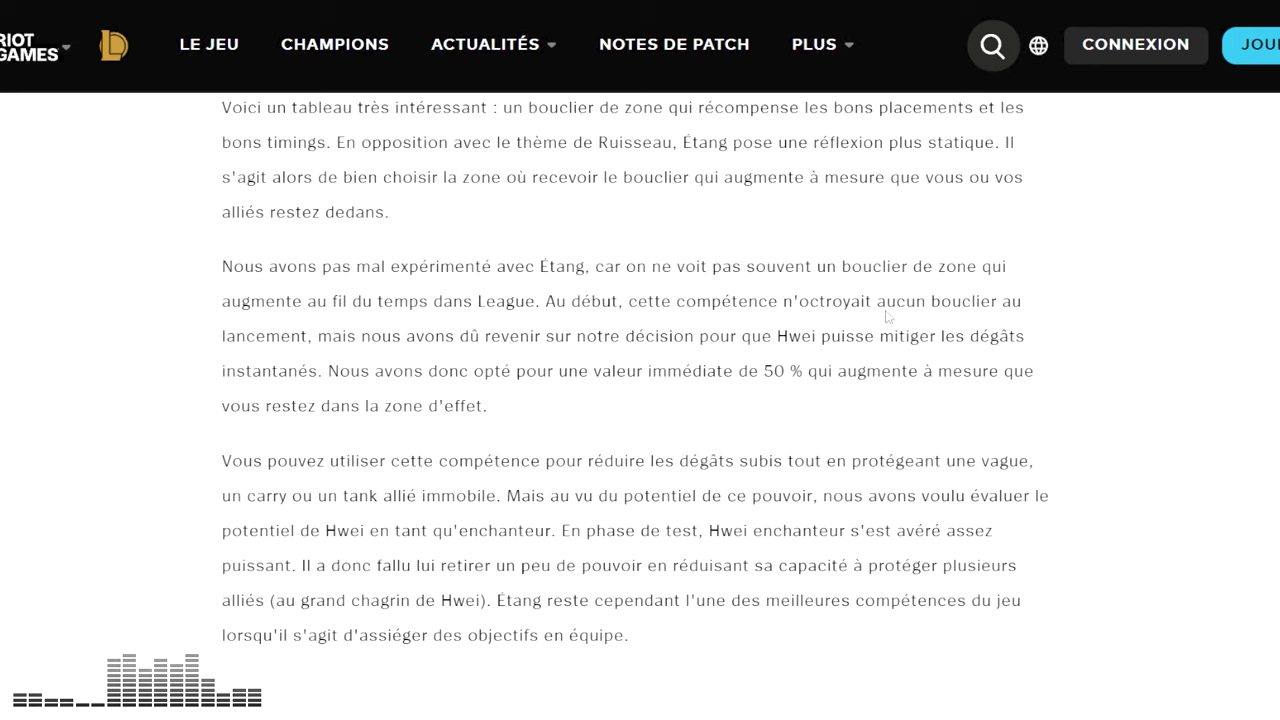 RIOT
GAMES
LE JEU
CHAMPIONS
ACTUALITÉS
NOTES DE PATCH
PLUS
CONNEXION
JOU
Voici un tableau très intéressant : un bouclier de zone qui récompense les bons placements et les
bons timings. En opposition avec le thème de Ruisseau, Étang pose une réflexion plus statique. Il
s'agit alors de bien choisir la zone où recevoir le bouclier qui augmente à mesure que vous ou vos
alliés restez dedans.
Nous avons pas mal expérimenté avec Étang, car on ne voit pas souvent un bouclier de zone qui
augmente au fil du temps dans League. Au début, cette compétence n'octroyait aucun bouclier au
lancement, mais nous avons dû revenir sur notre décision pour que Hwei puisse mitiger les dégâts
instantanés. Nous avons donc opté pour une valeur immédiate de 50 % qui augmente à mesure que
vous restez dans la zone d'effet.
Vous pouvez utiliser cette compétence pour réduire les dégâts subis tout en protégeant une vague,
un carry ou un tank allié immobile. Mais au vu du potentiel de ce pouvoir, nous avons voulu évaluer le
potentiel de Hwei en tant qu'enchanteur. En phase de test, Hwei enchanteur s'est avéré assez
puissant. Il a donc fallu lui retirer un peu de pouvoir en réduisant sa capacité à protéger plusieurs
alliés (au grand chagrin de Hwei). Étang reste cependant l'une des meilleures compétences du jeu
lorsqu'il s'agit d'assiéger des objectifs en équipe.